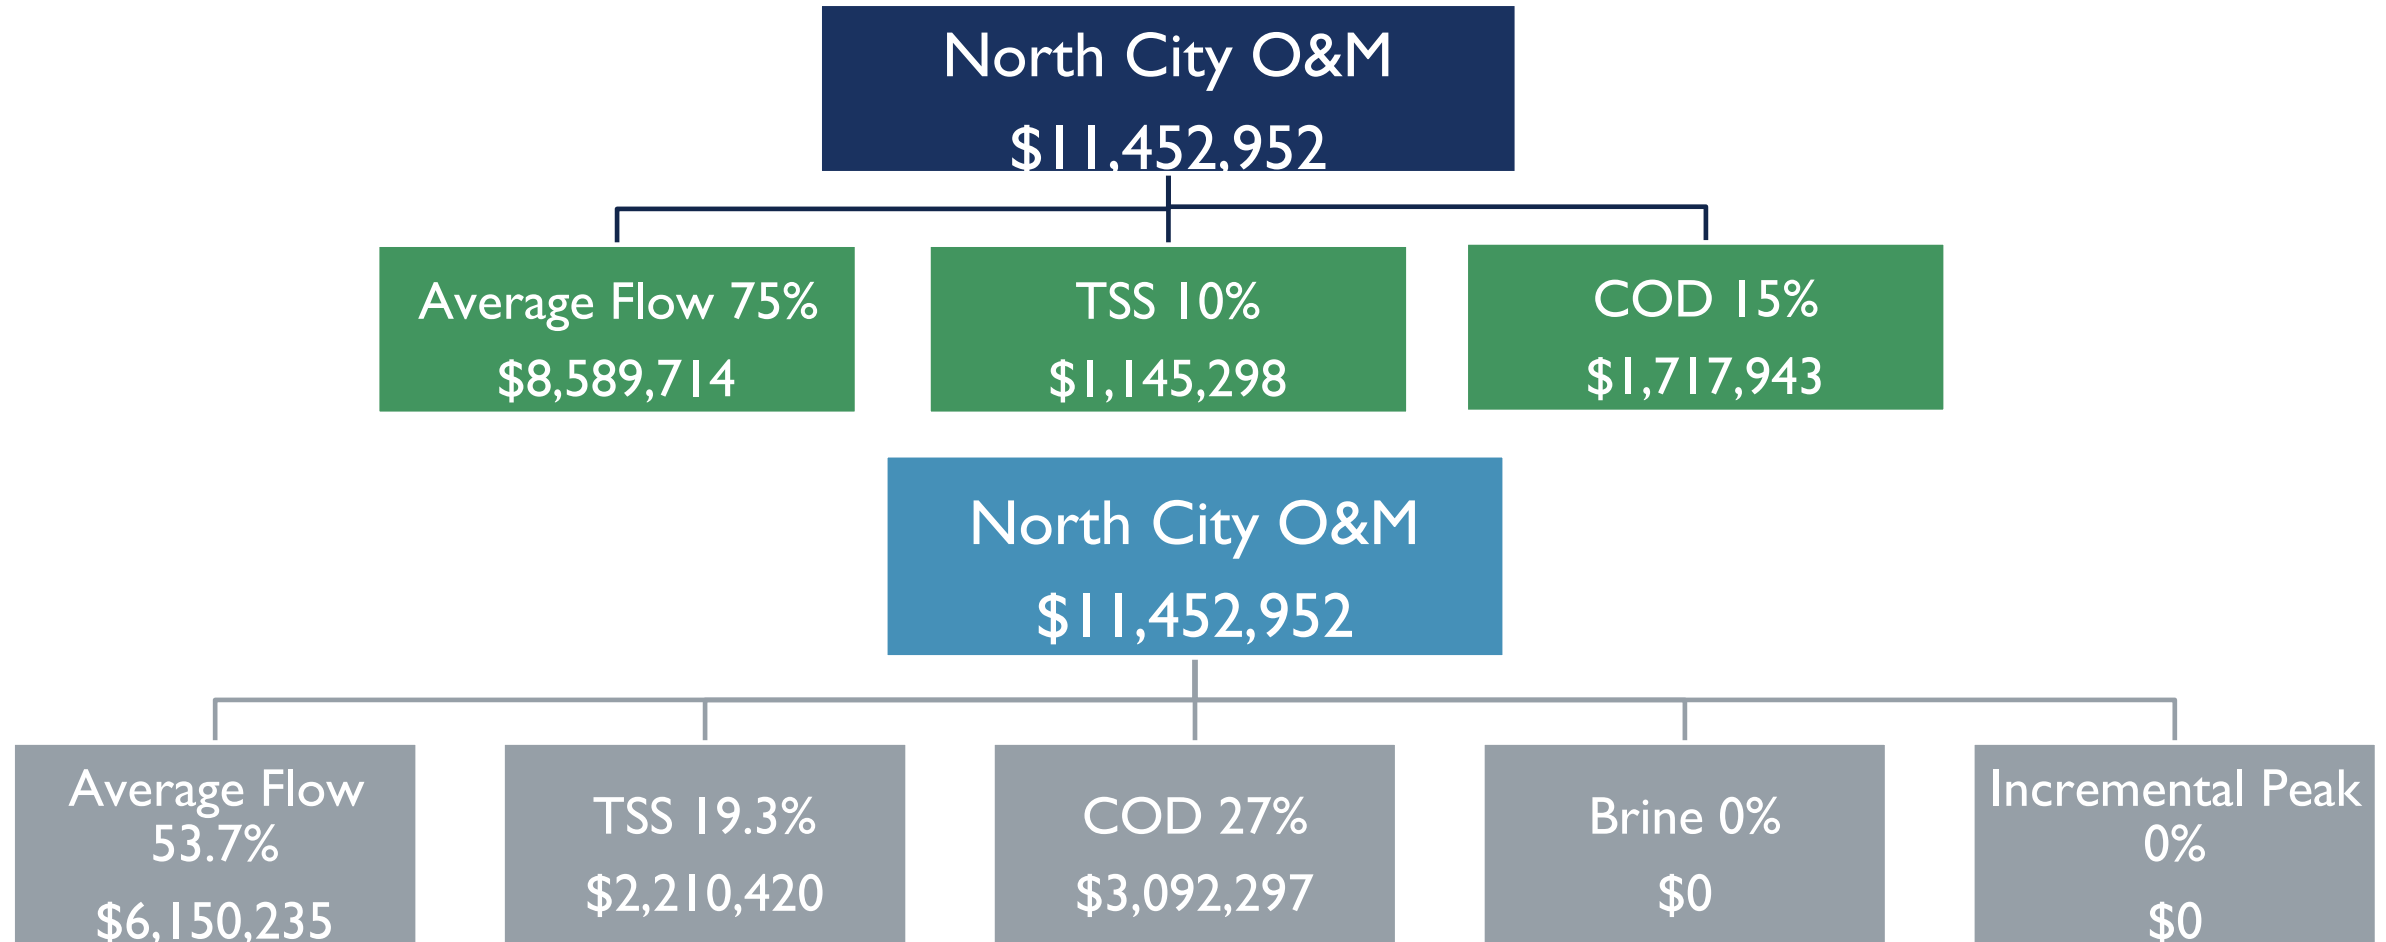 North City O&M
$11,452,952
Average Flow 75%
$8,589,714
TSS 10%
$1,145,298
COD 15%
$1,717,943
North City O&M
$11,452,952
Average Flow
53.7%
$6,150,235
TSS 19.3%
$2,210,420
COD 27%
$3,092,297
Brine 0%
$0
Incremental Peak
0%
$0